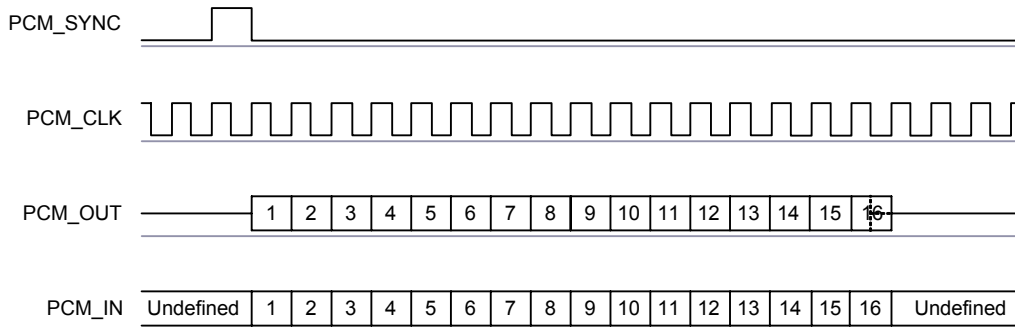 PCM_SYNC
PCM_CLK
PCM_OUT 1 2 3 4 5 6 7 8 9 10 11 12 13 14 15 16
PCM_IN Undefined 1 2 3 4 5 6 7 8 9 10 11 12 13 14 15 16 Undefined